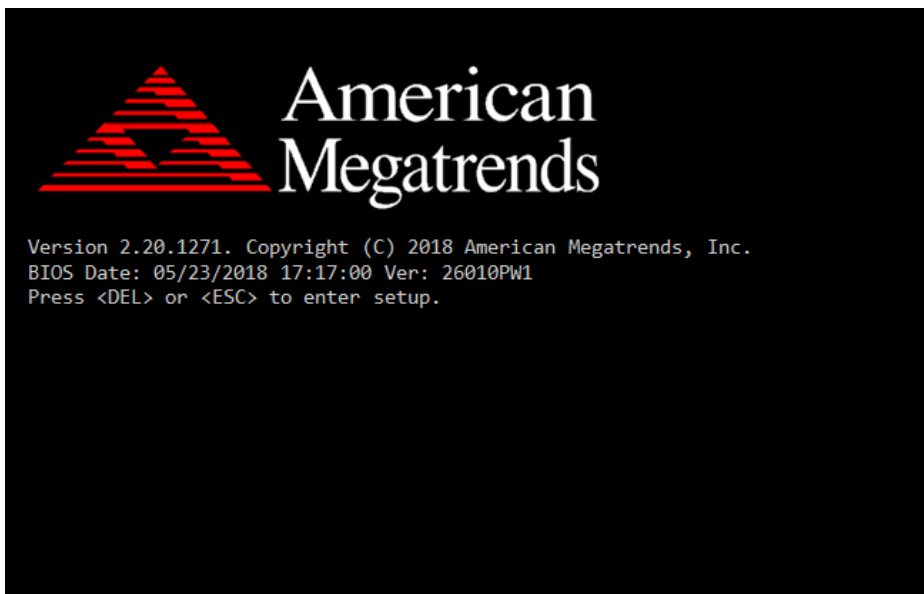 American
Megatrends
Version 2.20.1271. Copyright (C) 2018 American Megatrends, Inc.
BIOS Date: 05/23/2018 17:17:00 Ver: 26010PW1
Press <DEL> or <ESC> to enter setup.